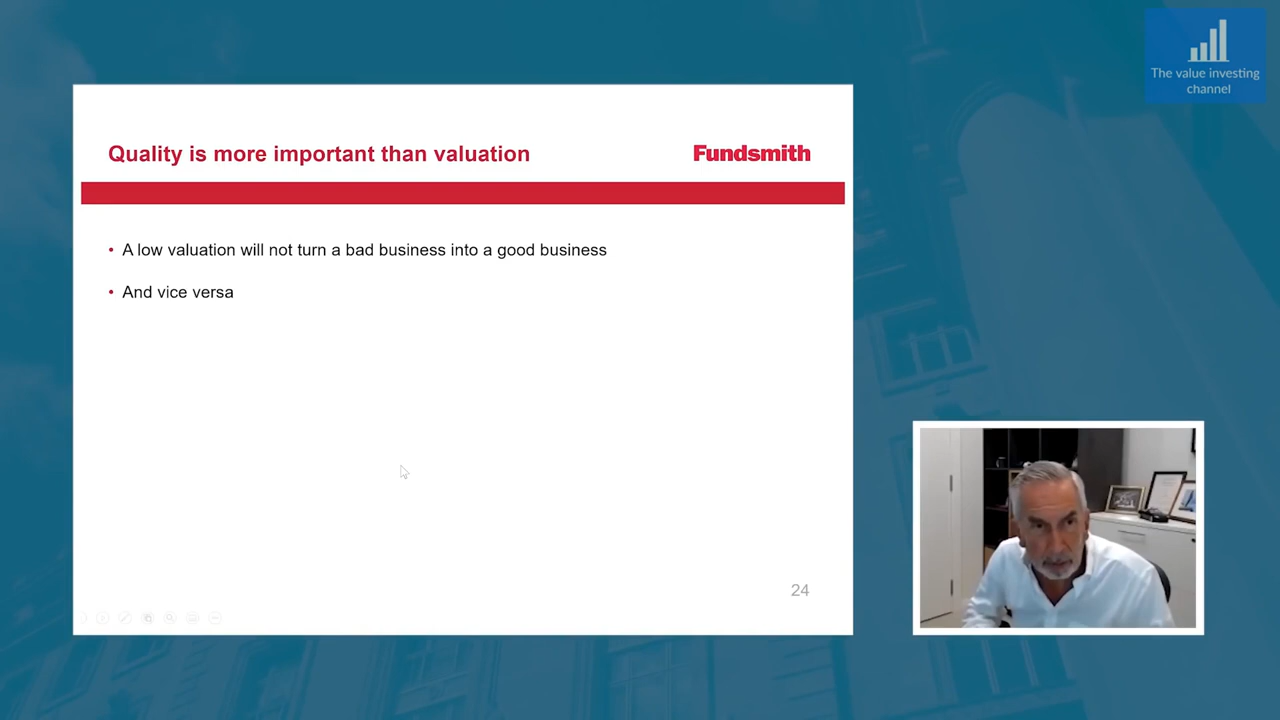 The value investing
channel
Quality is more important than valuation
Fundsmith
• A low valuation will not turn a bad business into a good business
• And vice versa
24